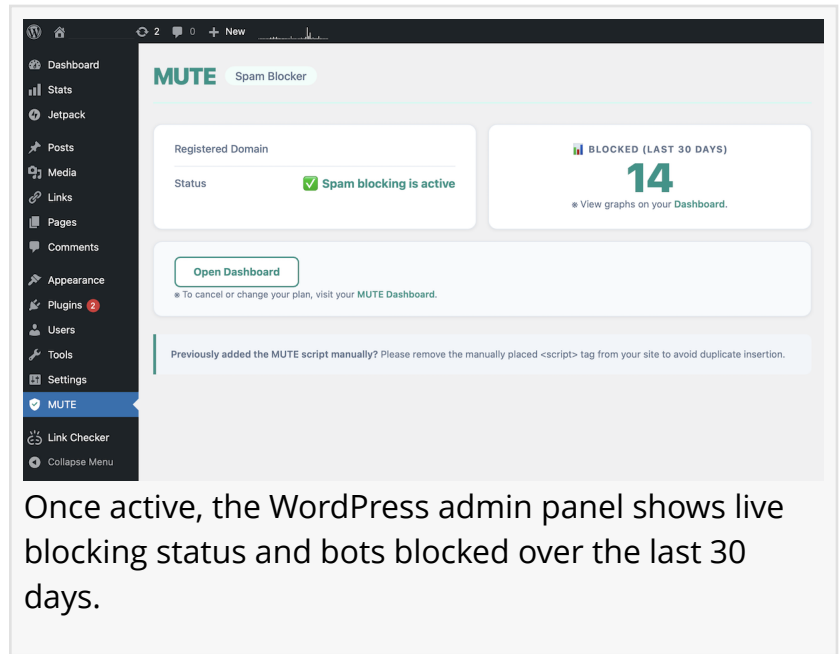 2 0 + New
Dashboard
Stats
Jetpack
Posts
Media
Links
Pages
Comments
Appearance
Plugins 2
Users
Tools
Settings
MUTE
Link Checker
Collapse Menu
MUTE Spam Blocker
Registered Domain
Status ✅ Spam blocking is active
📊 BLOCKED (LAST 30 DAYS)
14
※ View graphs on your Dashboard.
Open Dashboard
※ To cancel or change your plan, visit your MUTE Dashboard.
Previously added the MUTE script manually? Please remove the manually placed <script> tag from your site to avoid duplicate insertion.
Once active, the WordPress admin panel shows live
blocking status and bots blocked over the last 30
days.